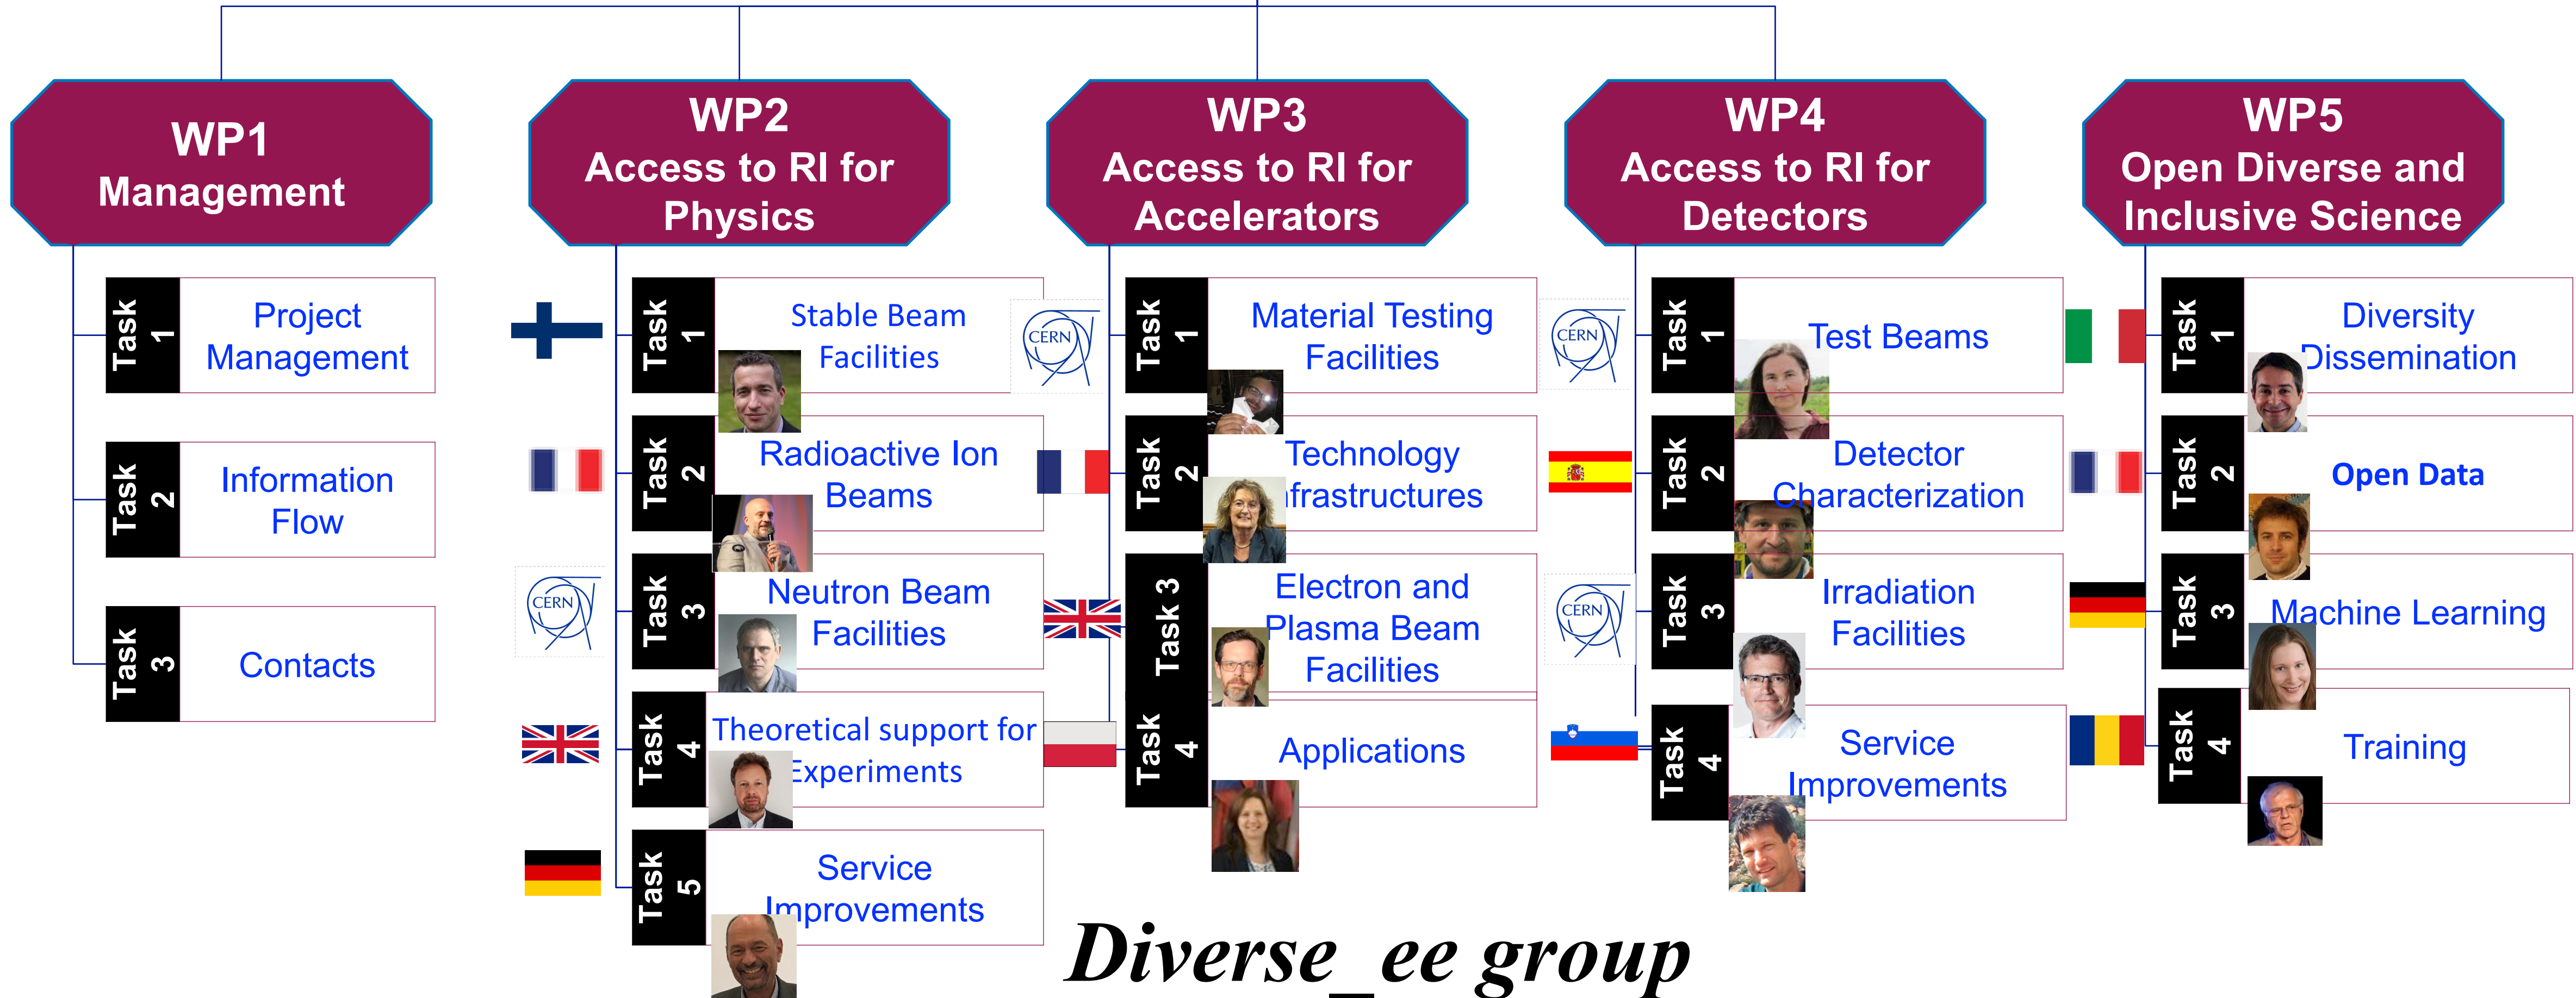 WP1
Management
Task 1
Project
Management
Task 2
Information
Flow
Task 3
Contacts
WP2
Access to RI for
Physics
Task 1
Stable Beam
Facilities
Task 2
Radioactive Ion
Beams
CERN
Task 3
Neutron Beam
Facilities
Task 4
Theoretical support for
Experiments
Task 5
Service
Improvements
WP3
Access to RI for
Accelerators
CERN
Task 1
Material Testing
Facilities
Task 2
Technology
nfrastructures
Task 3
Electron and
Plasma Beam
Facilities
Task 4
Applications
WP4
Access to RI for
Detectors
CERN
Task 1
Test Beams
Task 2
Detector
Characterization
CERN
Task 3
Irradiation
Facilities
Task 4
Service
Improvements
WP5
Open Diverse and
Inclusive Science
Task 1
Diversity
Dissemination
Task 2
Open Data
Task 3
Machine Learning
Task 4
Training
Diverse_ee group